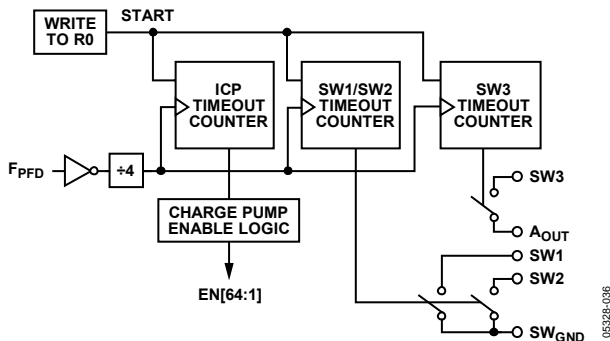 WRITE
TO R0
START
ICP
TIMEOUT
COUNTER
SW1/SW2
TIMEOUT
COUNTER
SW3
TIMEOUT
COUNTER
FPFD
÷4
CHARGE PUMP
ENABLE LOGIC
EN[64:1]
SW3
AOUT
SW1
SW2
SWGND
05328-036